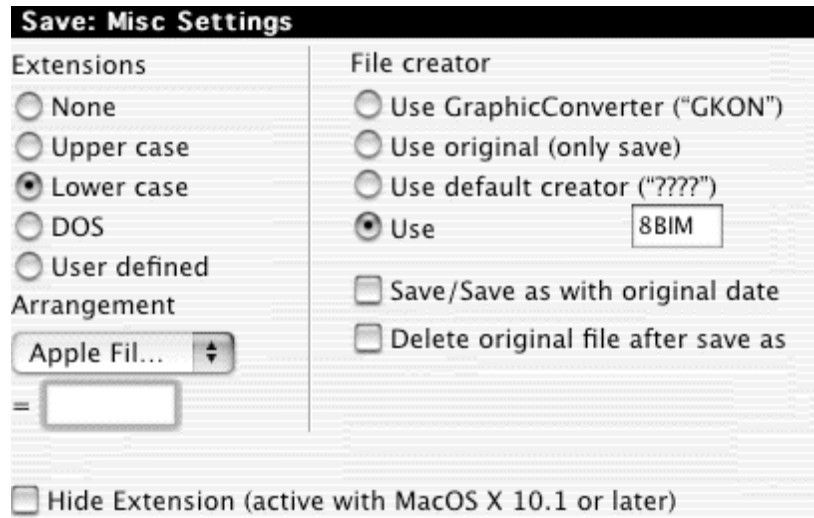 Save: Misc Settings
Extensions
None
Upper case
Lower case
DOS
User defined
Arrangement
Apple Fil...
=
File creator
Use GraphicConverter (“GKON”)
Use original (only save)
Use default creator (“????”)
Use 8BIM
Save/Save as with original date
Delete original file after save as
Hide Extension (active with MacOS X 10.1 or later)